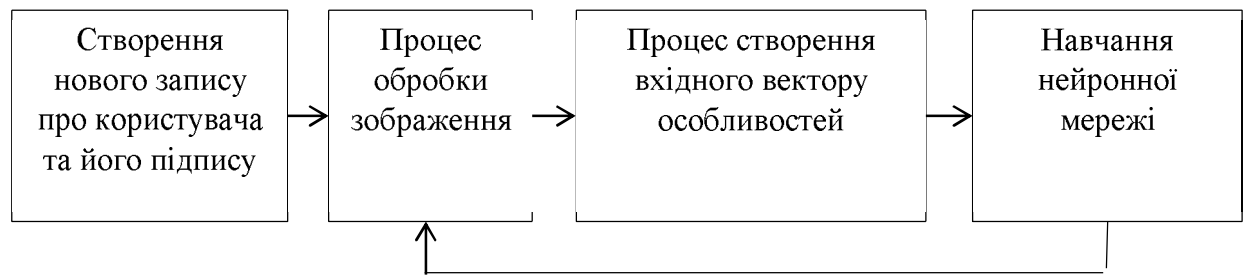 Створення
нового запису
про користувача
та його підпису
Процес
обробки
зображення
Процес створення
вхідного вектору
особливостей
Навчання
нейронної
мережі